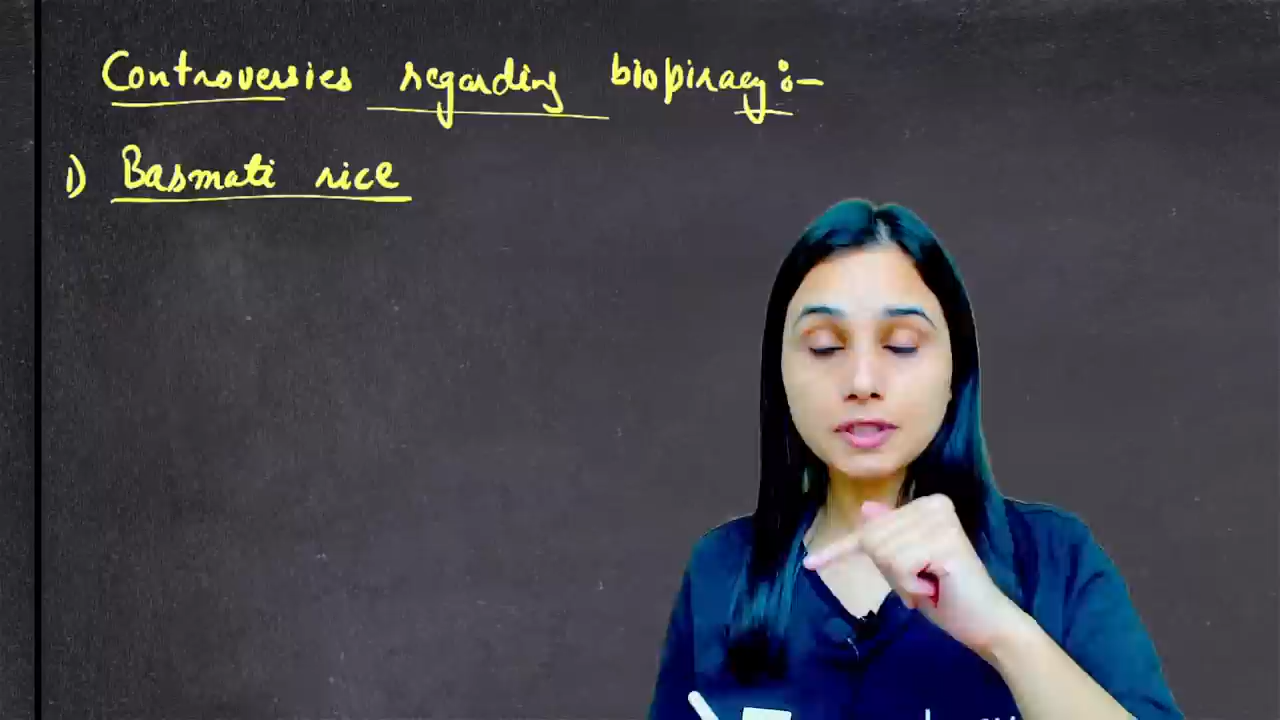 Controversies regarding biopiracy:-
1) Basmati rice